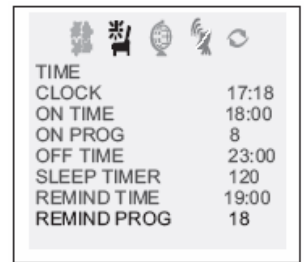 TIME
CLOCK 17:18
ON TIME 18:00
ON PROG 8
OFF TIME 23:00
SLEEP TIMER 120
REMIND TIME 19:00
REMIND PROG 18